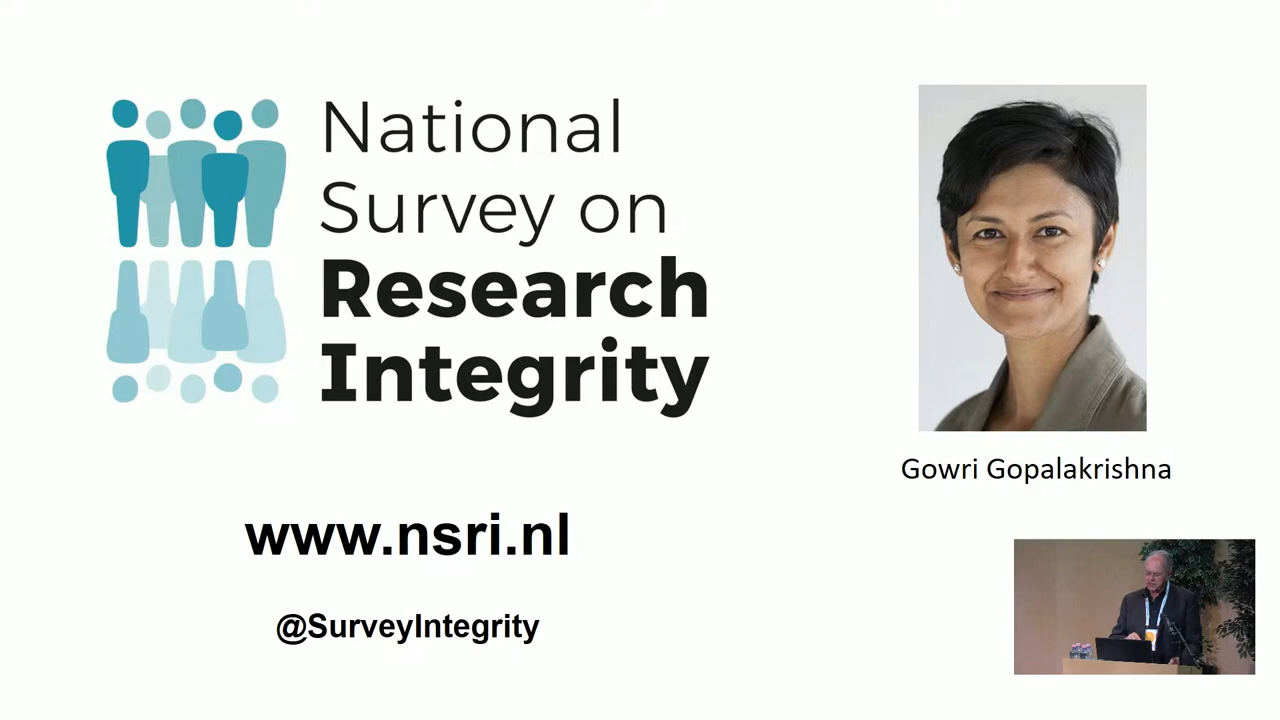 National
Survey on
Research
Integrity
Gowri Gopalakrishna
www.nsri.nl
@SurveyIntegrity